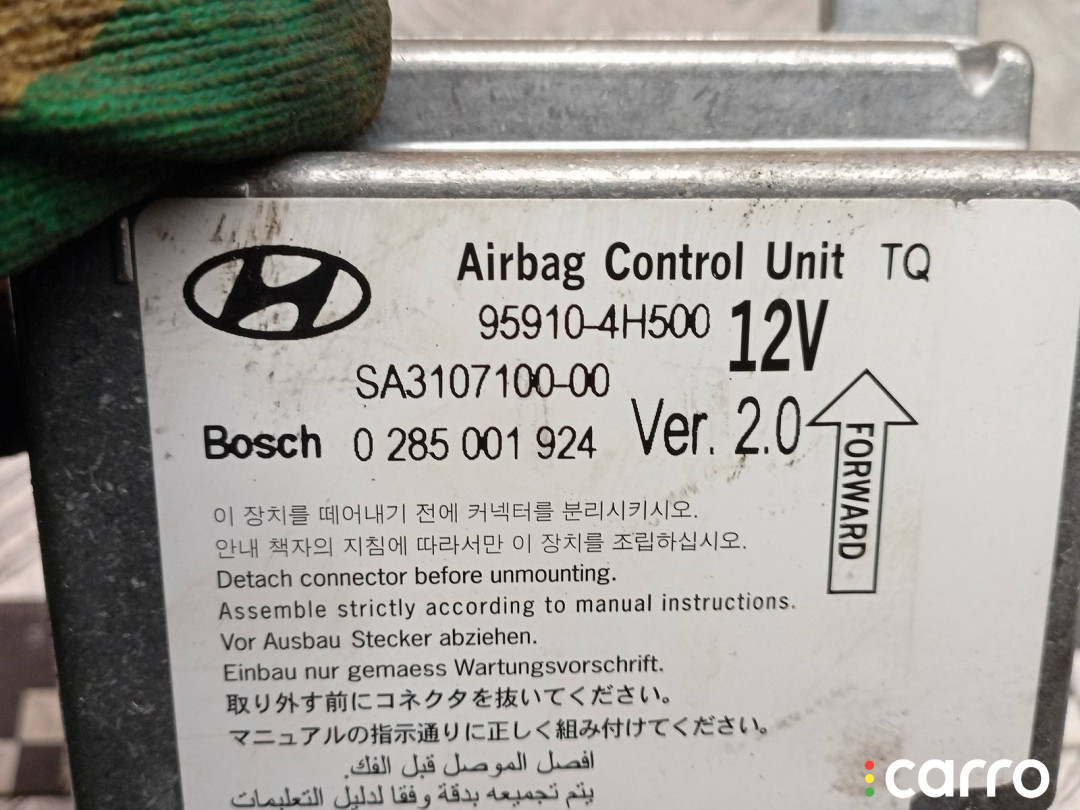 Airbag Control Unit TQ
95910-4H500 12V
SA3107100-00
Bosch 0 285 001 924 Ver. 2.0
FORWARD
이 장치를 떼어내기 전에 커넥터를 분리시키시오.
안내 책자의 지침에 따라서만 이 장치를 조립하십시오.
Detach connector before unmounting.
Assemble strictly according to manual instructions.
Vor Ausbau Stecker abziehen.
Einbau nur gemaess Wartungsvorschrift.
取り外す前にコネクタを抜いてください。
マニュアルの指示通りに正しく組み付けてください。
افصل الموصل قبل الفك.
يتم تجميعه بدقة وفقا لدليل التعليمات
carro